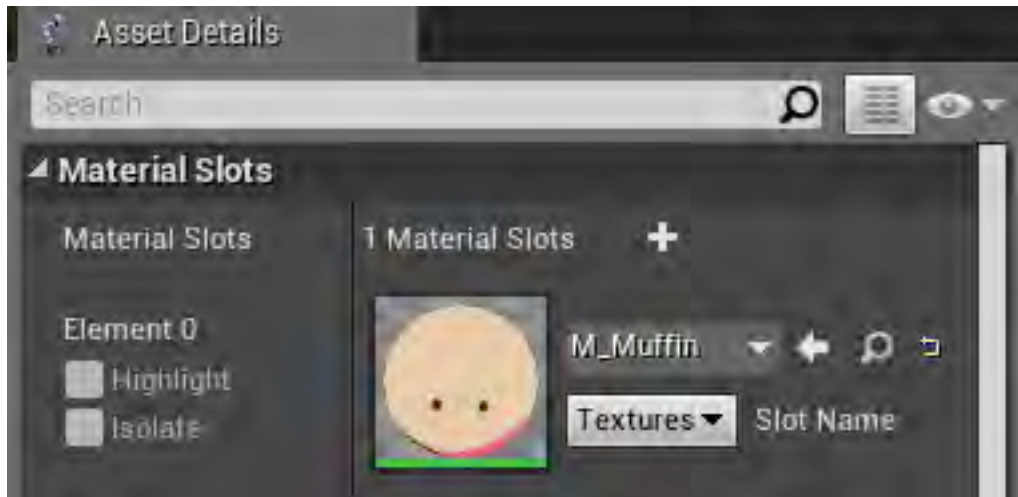 Asset Details
Search
Material Slots
Material Slots 1 Material Slots
Element 0
M_Muffin
Highlight
Isolate
Textures Slot Name